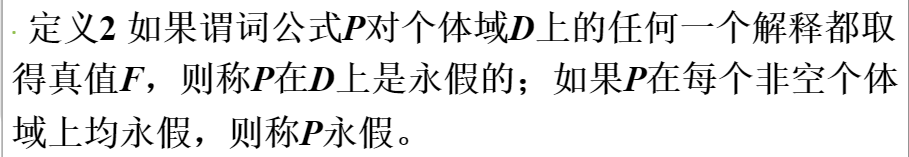 定义2 如果谓词公式P对个体域D上的任何一个解释都取
得真值F，则称P在D上是永假的；如果P在每个非空个体
域上均永假，则称P永假。